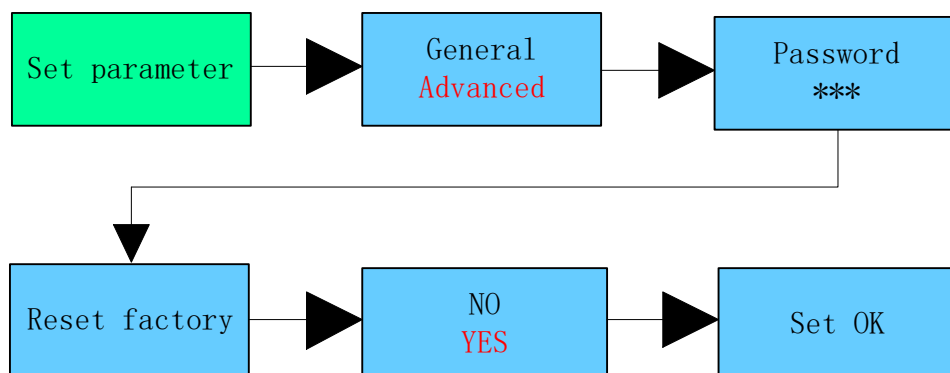 Set parameter
General
Advanced
Password
***
Reset factory
NO
YES
Set OK